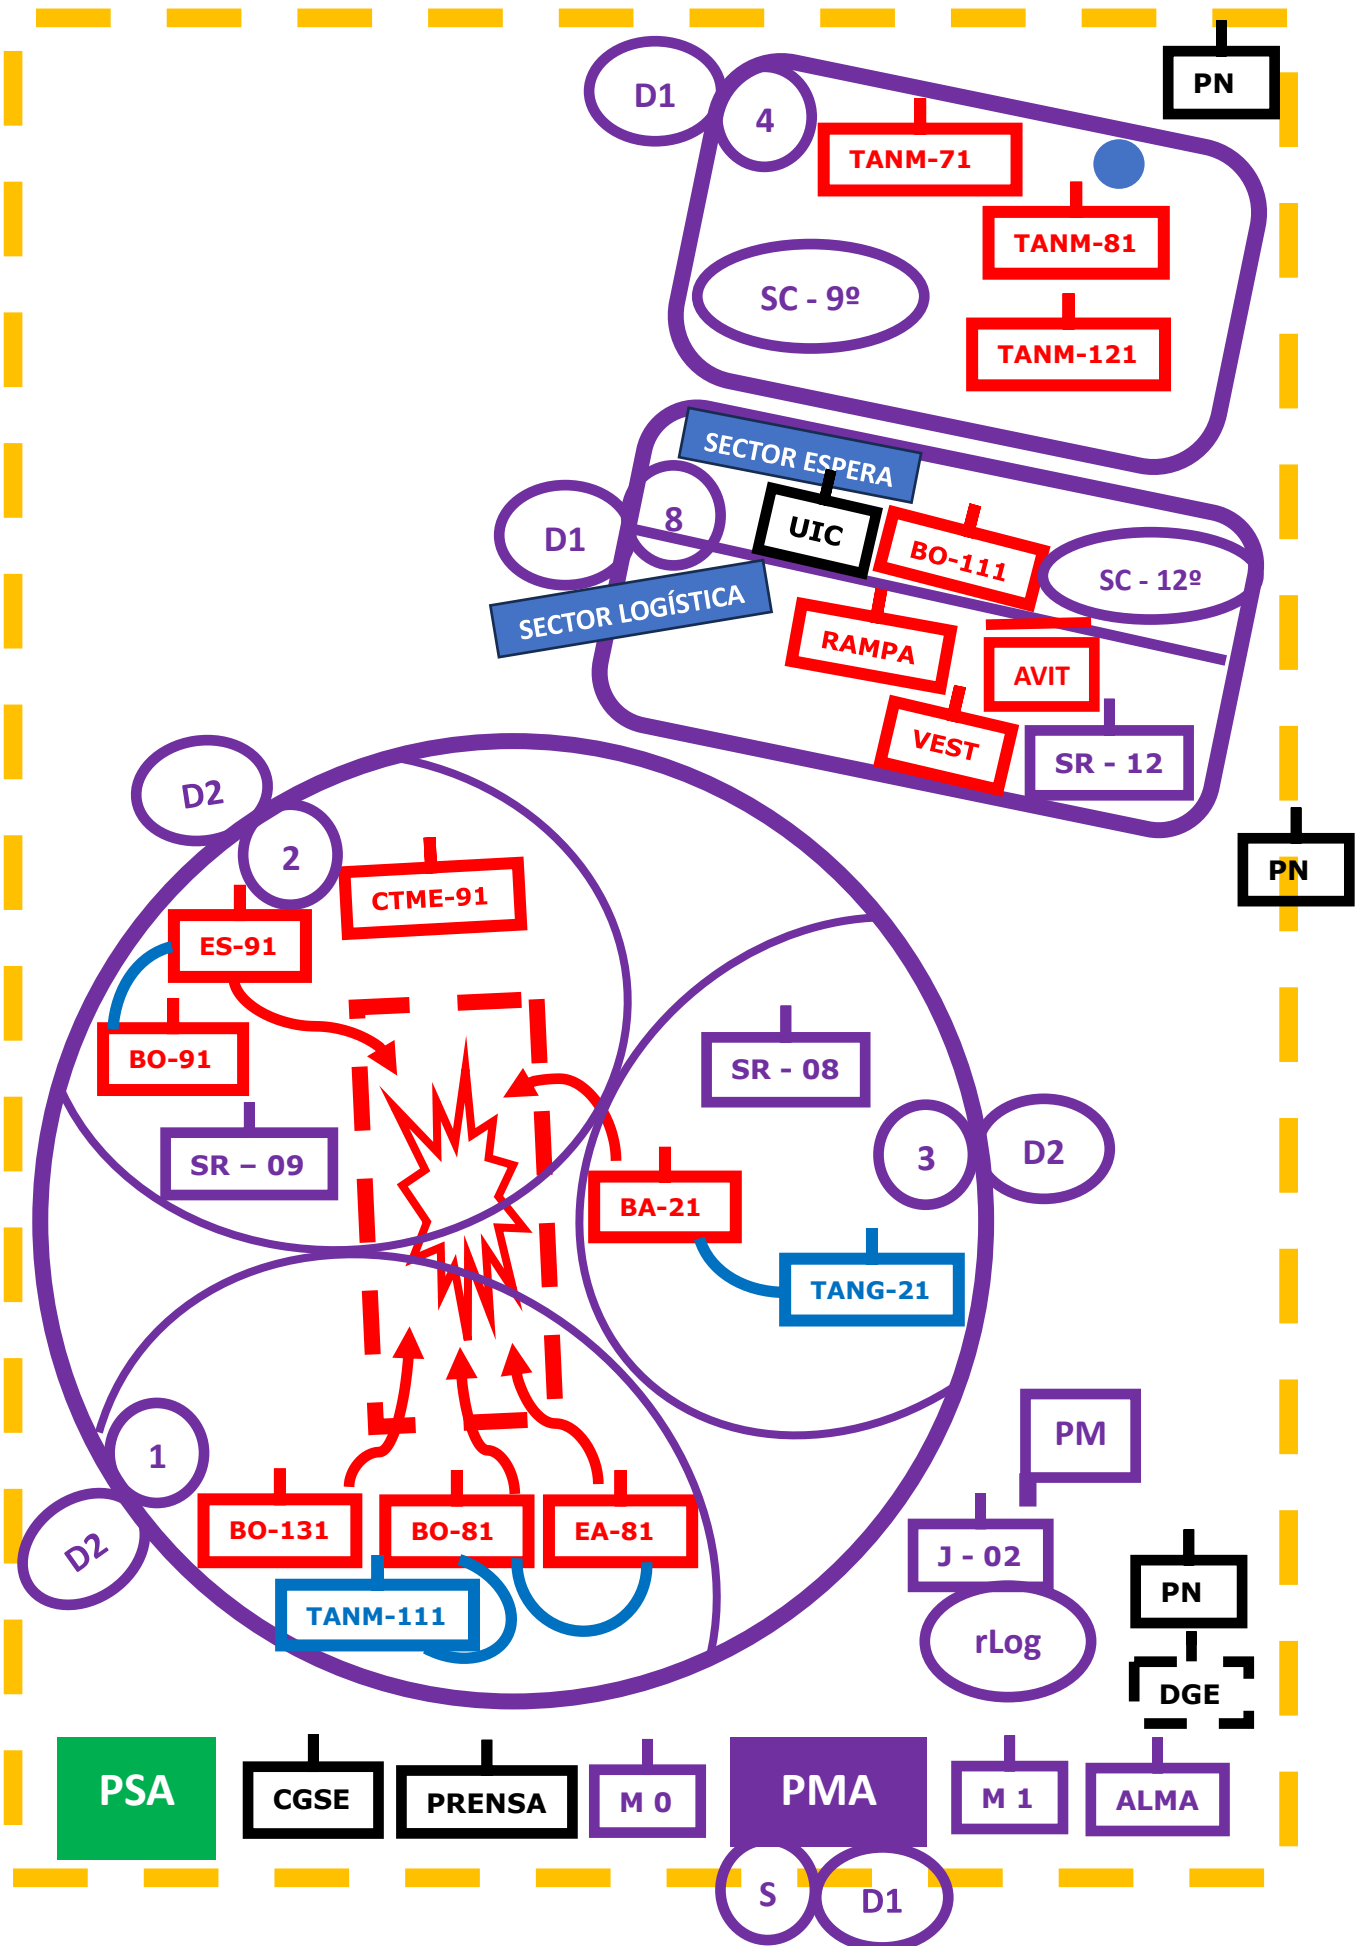 PN
D1
4
TANM-71
TANM-81
SC - 9º
TANM-121
SECTOR ESPERA
D1
8
UIC
BO-111
SC - 12º
SECTOR LOGÍSTICA
RAMPA
AVIT
VEST
SR - 12
D2
2
CTME-91
PN
ES-91
BO-91
SR – 09
SR - 08
3
D2
BA-21
TANG-21
1
D2
BO-131
BO-81
EA-81
TANM-111
PM
J - 02
rLog
PN
DGE
PSA
CGSE
PRENSA
M 0
PMA
M 1
ALMA
S
D1